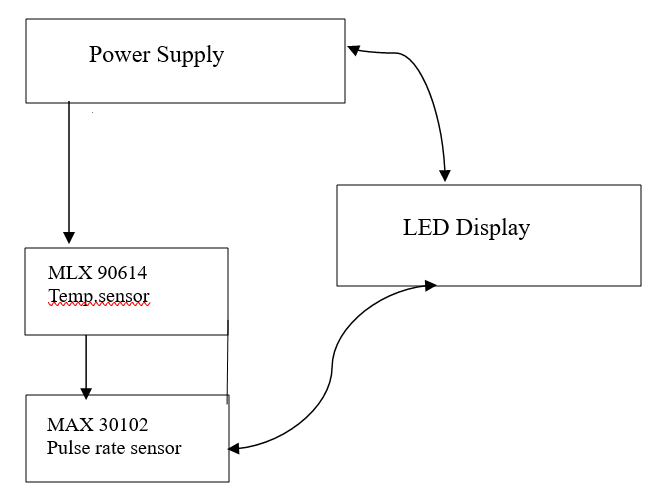 Power Supply
LED Display
MLX 90614
Temp.sensor
MAX 30102
Pulse rate sensor